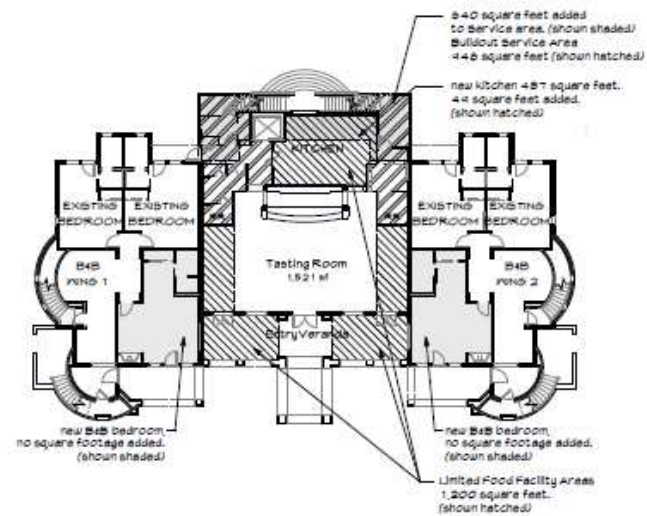 540 square feet added
to Service area. (shown shaded)
Buildout Service Area
948 square feet (shown hatched)
new kitchen 487 square feet.
49 square feet added.
(shown hatched)
KITCHEN
EXISTING
BEDROOM
EXISTING
BEDROOM
EXISTING
BEDROOM
EXISTING
BEDROOM
B&B
WING 1
Tasting Room
1,521 sf
B&B
WING 2
Entry Veranda
new B&B bedroom,
no square footage added.
(shown shaded)
new B&B bedroom,
no square footage added.
(shown shaded)
Limited Food Facility Areas
1,200 square feet.
(shown hatched)